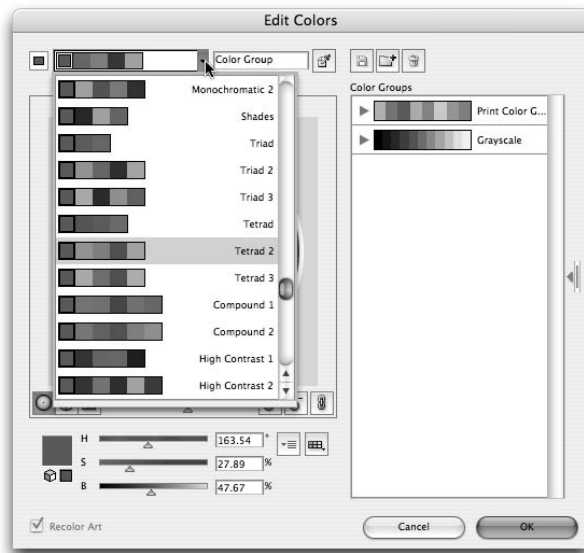 Edit Colors
Color Group
Color Groups
Monochromatic 2
Shades
Triad
Triad 2
Triad 3
Tetrad
Tetrad 2
Tetrad 3
Compound 1
Compound 2
High Contrast 1
High Contrast 2
Print Color G...
Grayscale
H 163.54 °
S 27.89 %
B 47.67 %
Recolor Art
Cancel
OK